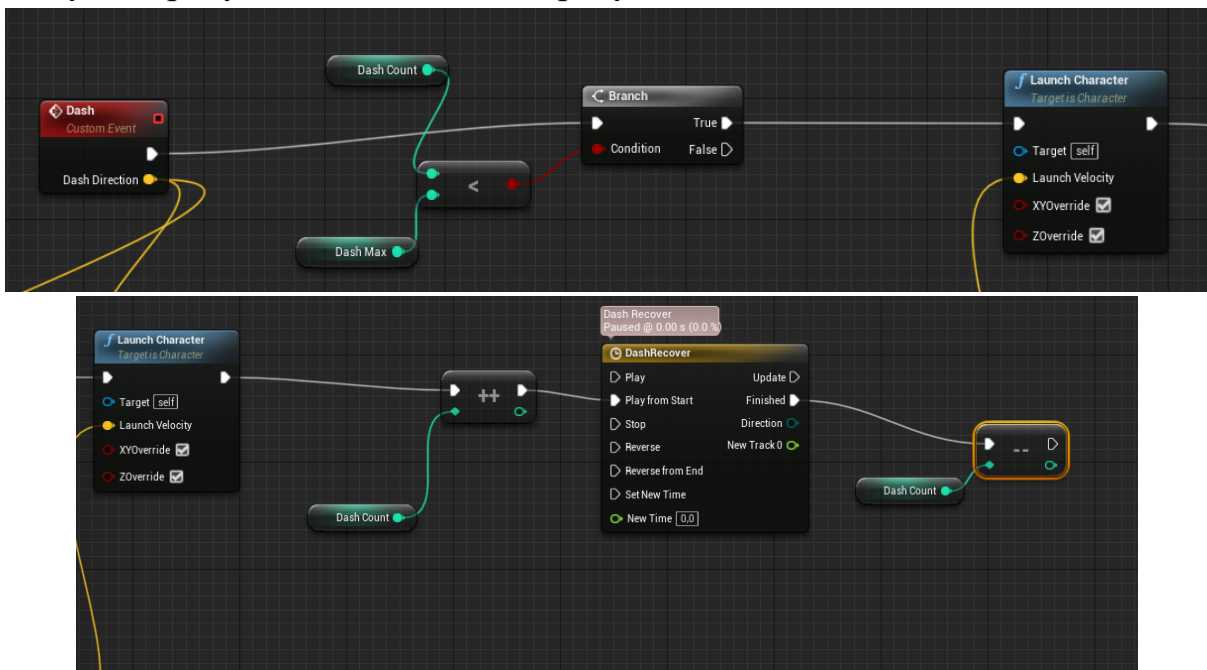 Dash Count
Dash
Custom Event
Dash Direction
<
Dash Max
Branch
True
Condition
False
Launch Character
Target is Character
Target self
Launch Velocity
XYOverride
ZOverride
Launch Character
Target is Character
Target self
Launch Velocity
XYOverride
ZOverride
++
Dash Count
Dash Recover
Paused @ 0.00 s (0.0 %)
DashRecover
Play Update
Play from Start Finished
Stop Direction
Reverse New Track 0
Reverse from End
Set New Time
New Time 0,0
--
Dash Count